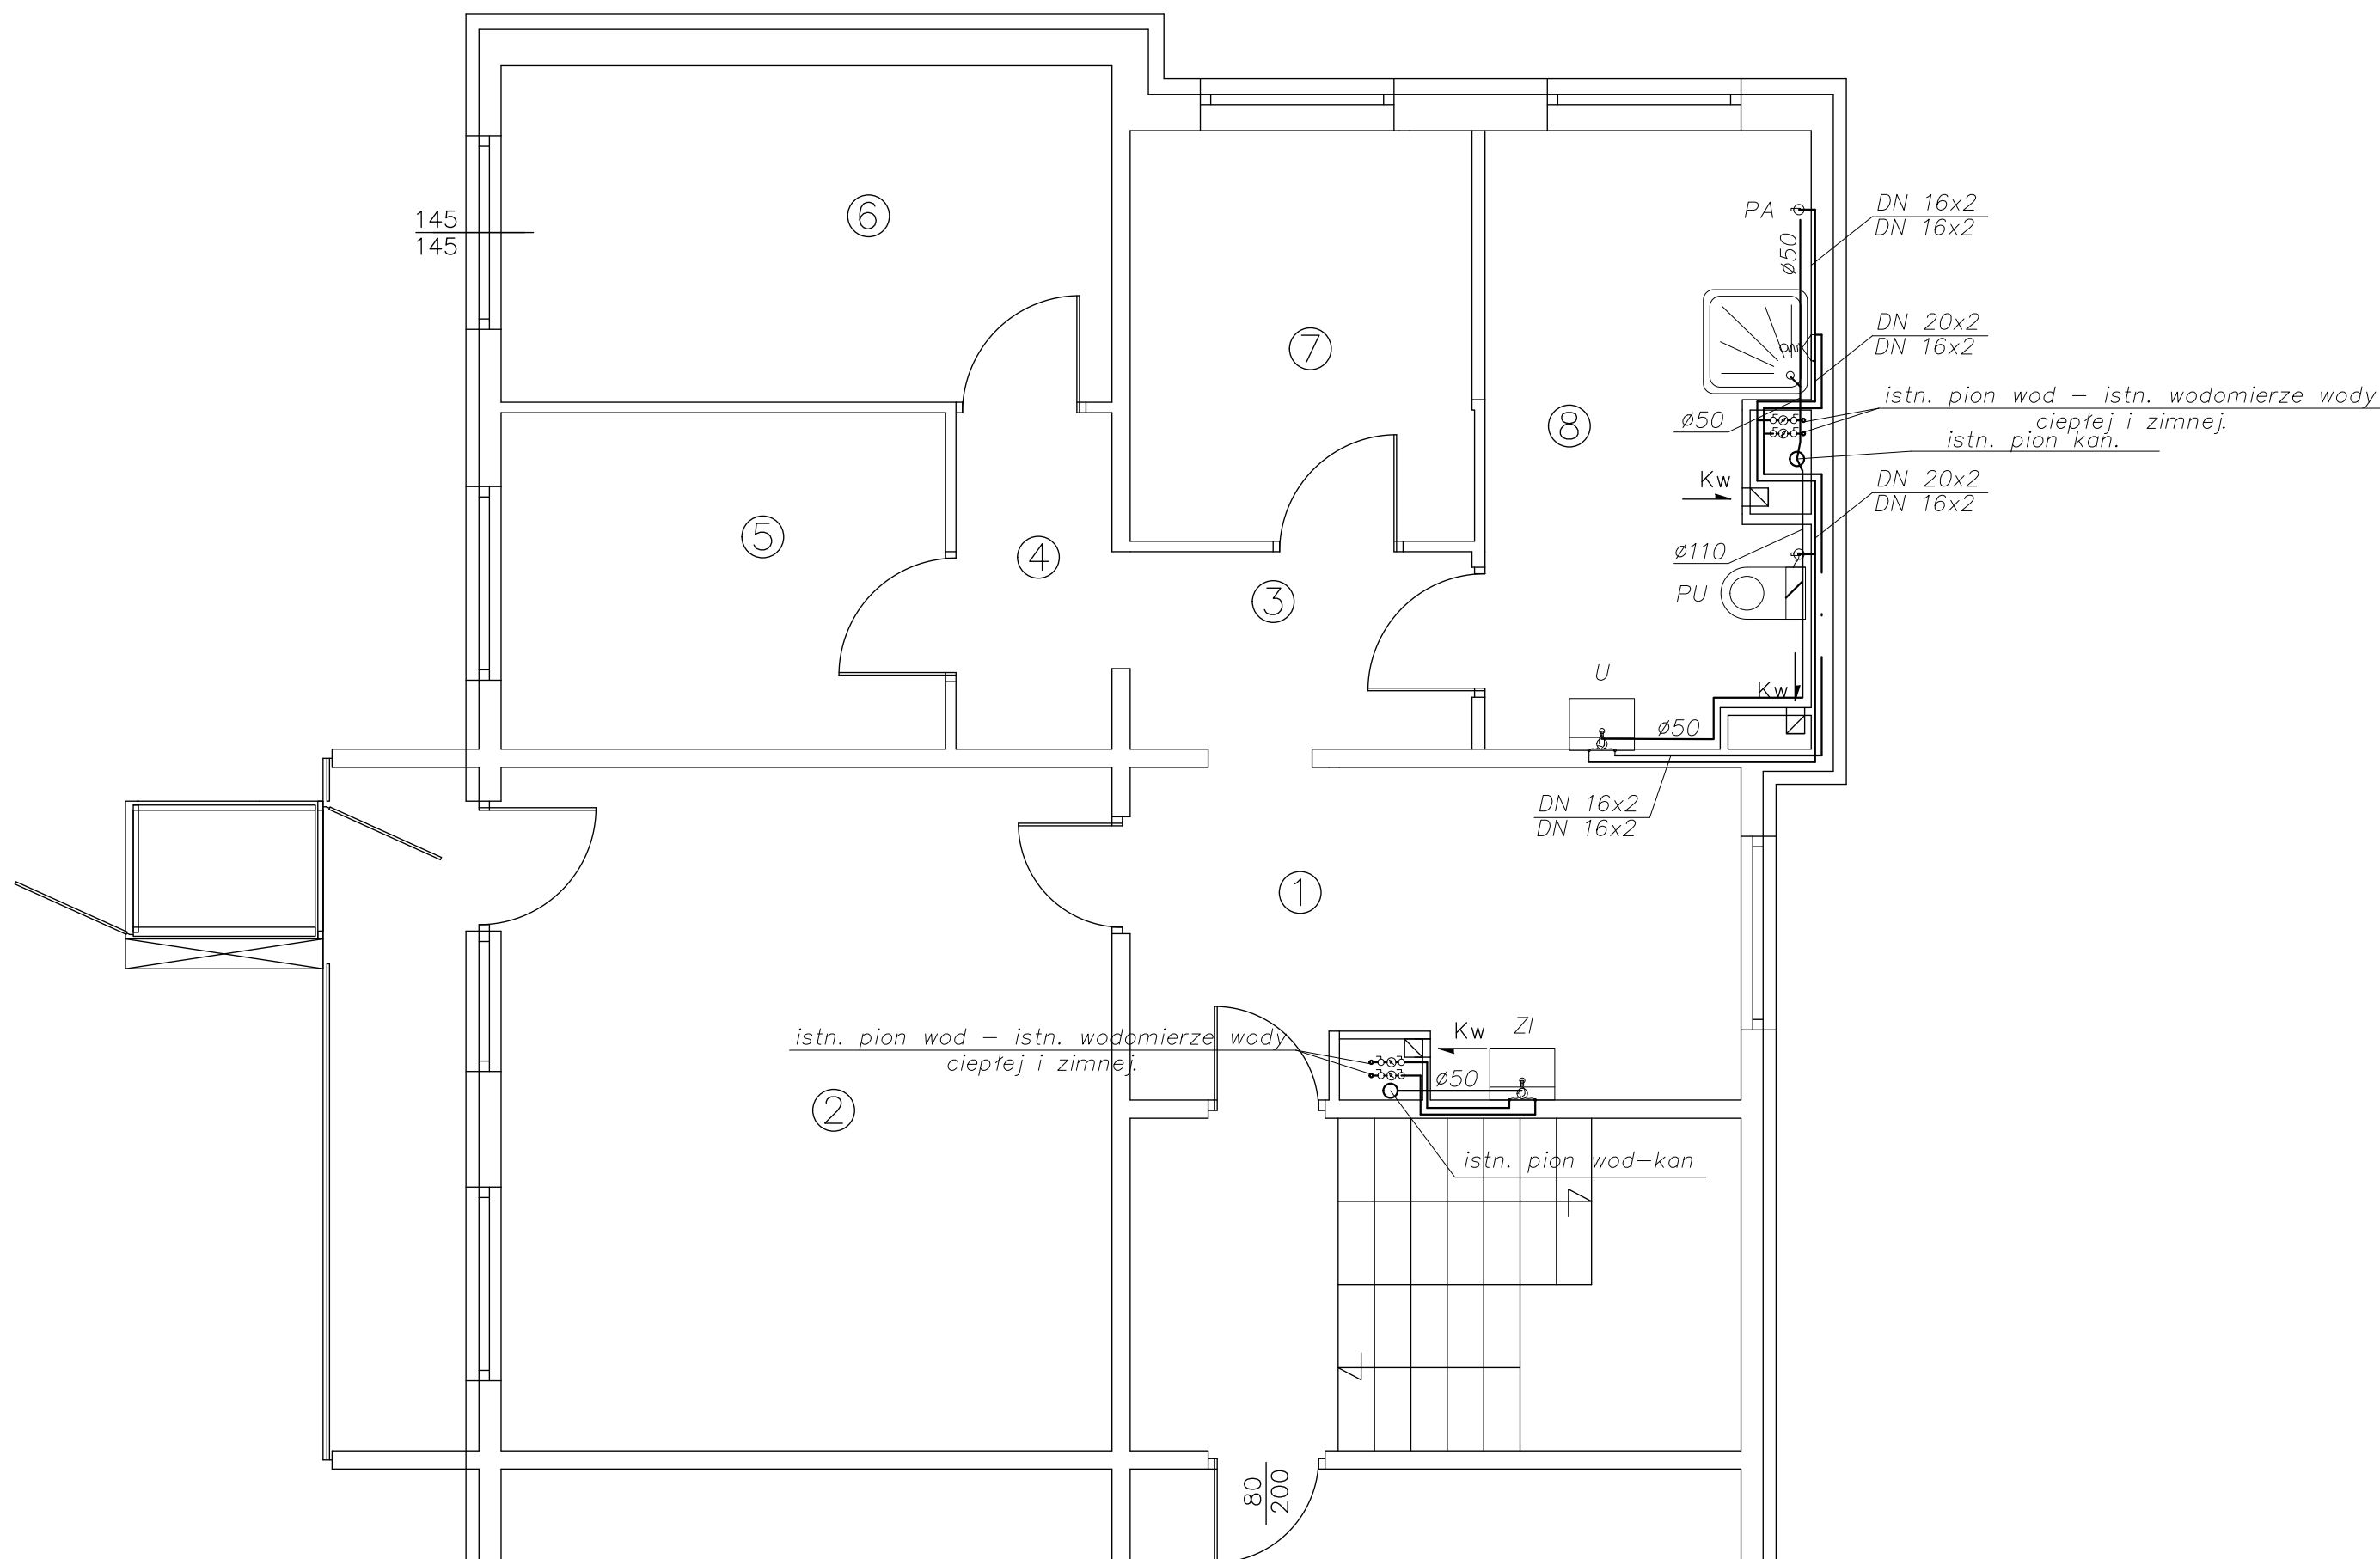 DN 16x2
PA
DN 16x2
6
145
145
ø50
DN 20x2
DN 16x2
7
istn. pion wod – istn. wodomierze wody
ciepłej i zimnej.
8
ø50
istn. pion kan.
Kw
DN 20x2
DN 16x2
5
4
ø110
3
PU
U
Kw
ø50
DN 16x2
DN 16x2
1
istn. pion wod – istn. wodomierze wody
ciepłej i zimnej.
Kw
ZI
ø50
2
istn. pion wod–kan
80
200